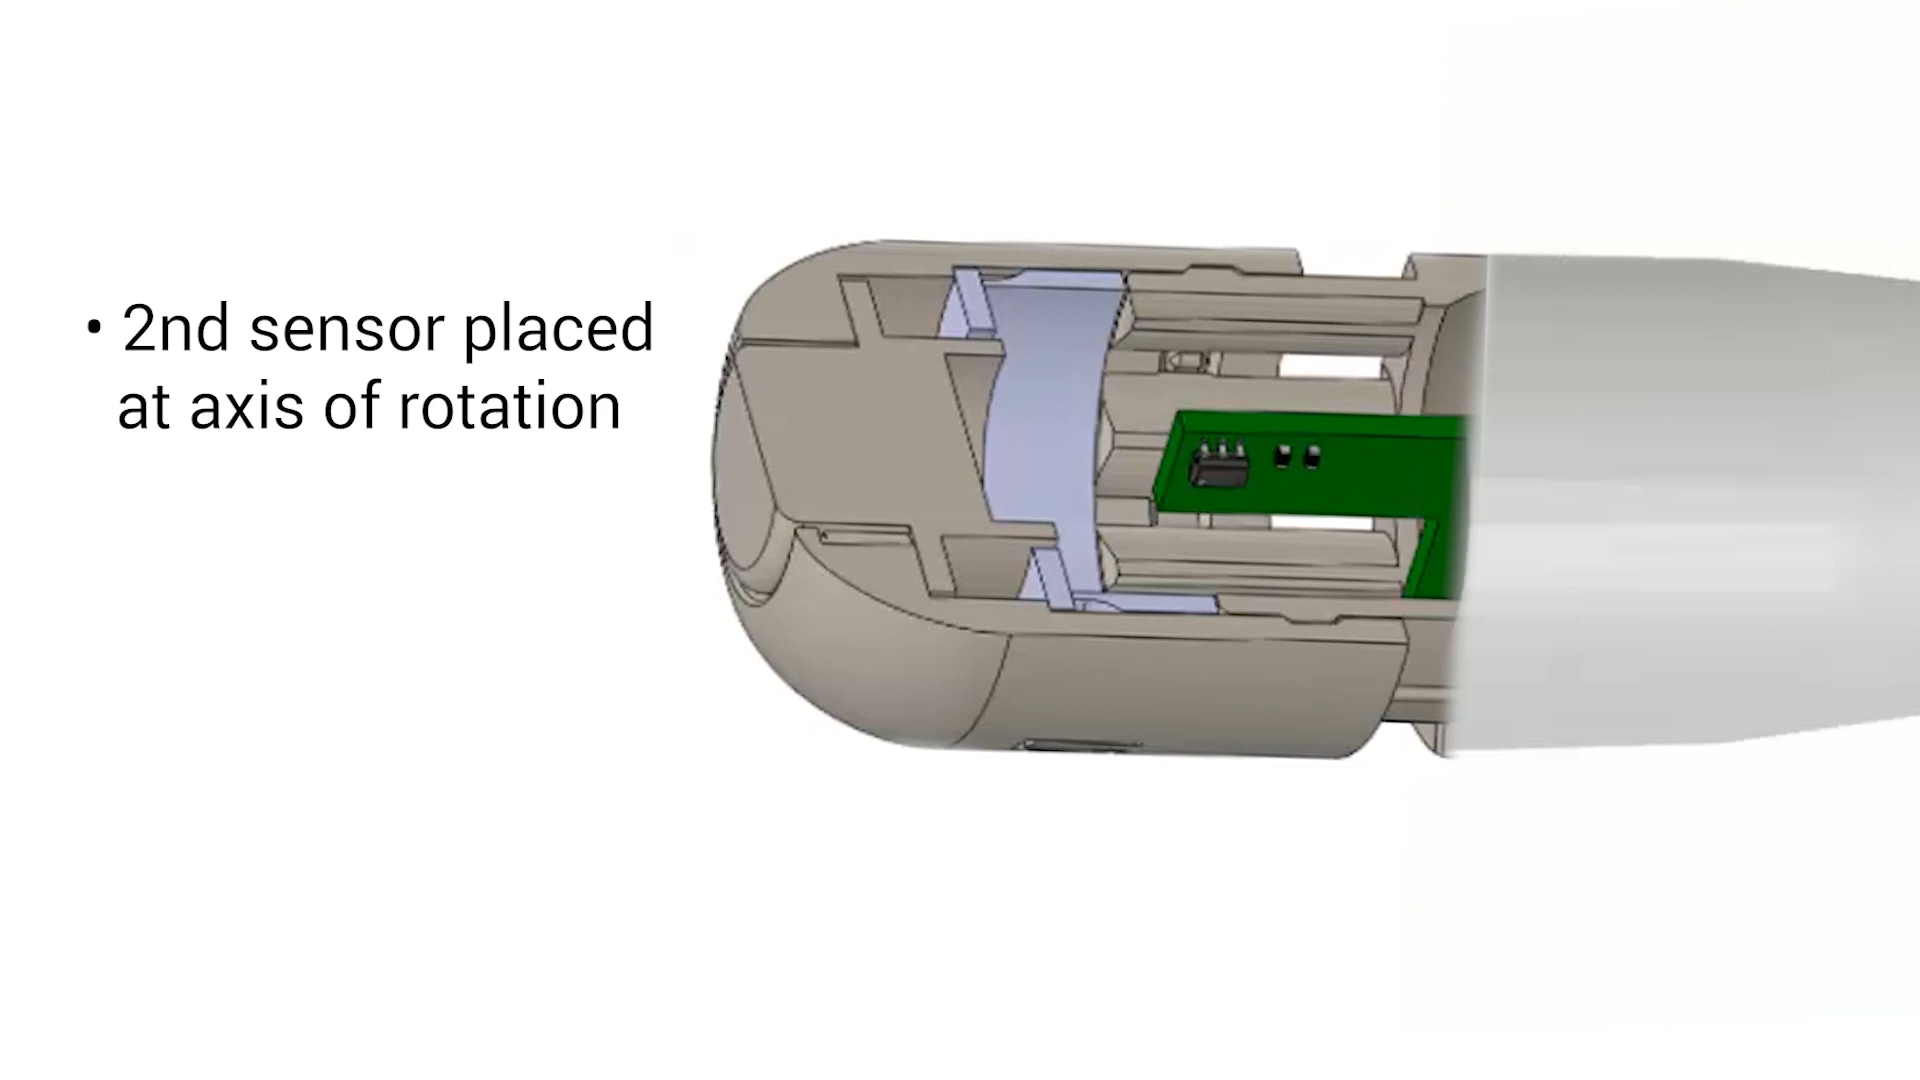 • 2nd sensor placed
at axis of rotation